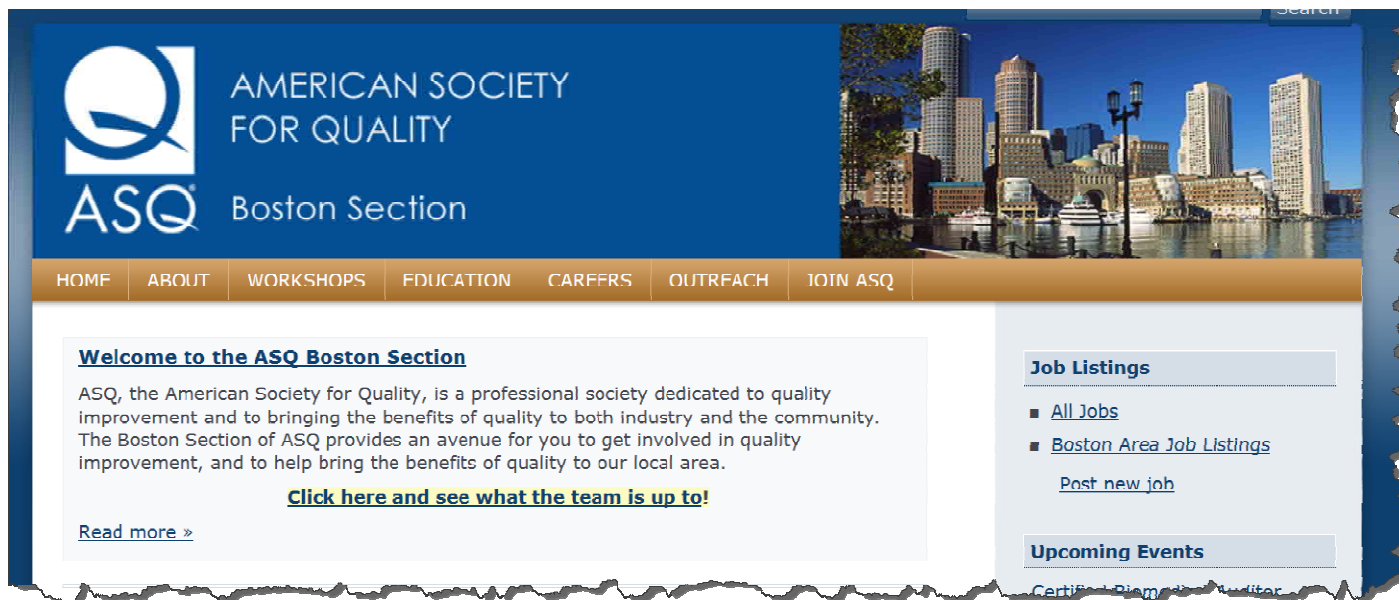 Search
AMERICAN SOCIETY
FOR QUALITY
ASQ
Boston Section
HOME ABOUT WORKSHOPS EDUCATION CAREERS OUTREACH JOIN ASQ
Welcome to the ASQ Boston Section
ASQ, the American Society for Quality, is a professional society dedicated to quality
improvement and to bringing the benefits of quality to both industry and the community.
The Boston Section of ASQ provides an avenue for you to get involved in quality
improvement, and to help bring the benefits of quality to our local area.
Click here and see what the team is up to!
Read more »
Job Listings
All Jobs
Boston Area Job Listings
Post new job
Upcoming Events
Certified Biomedical Auditor